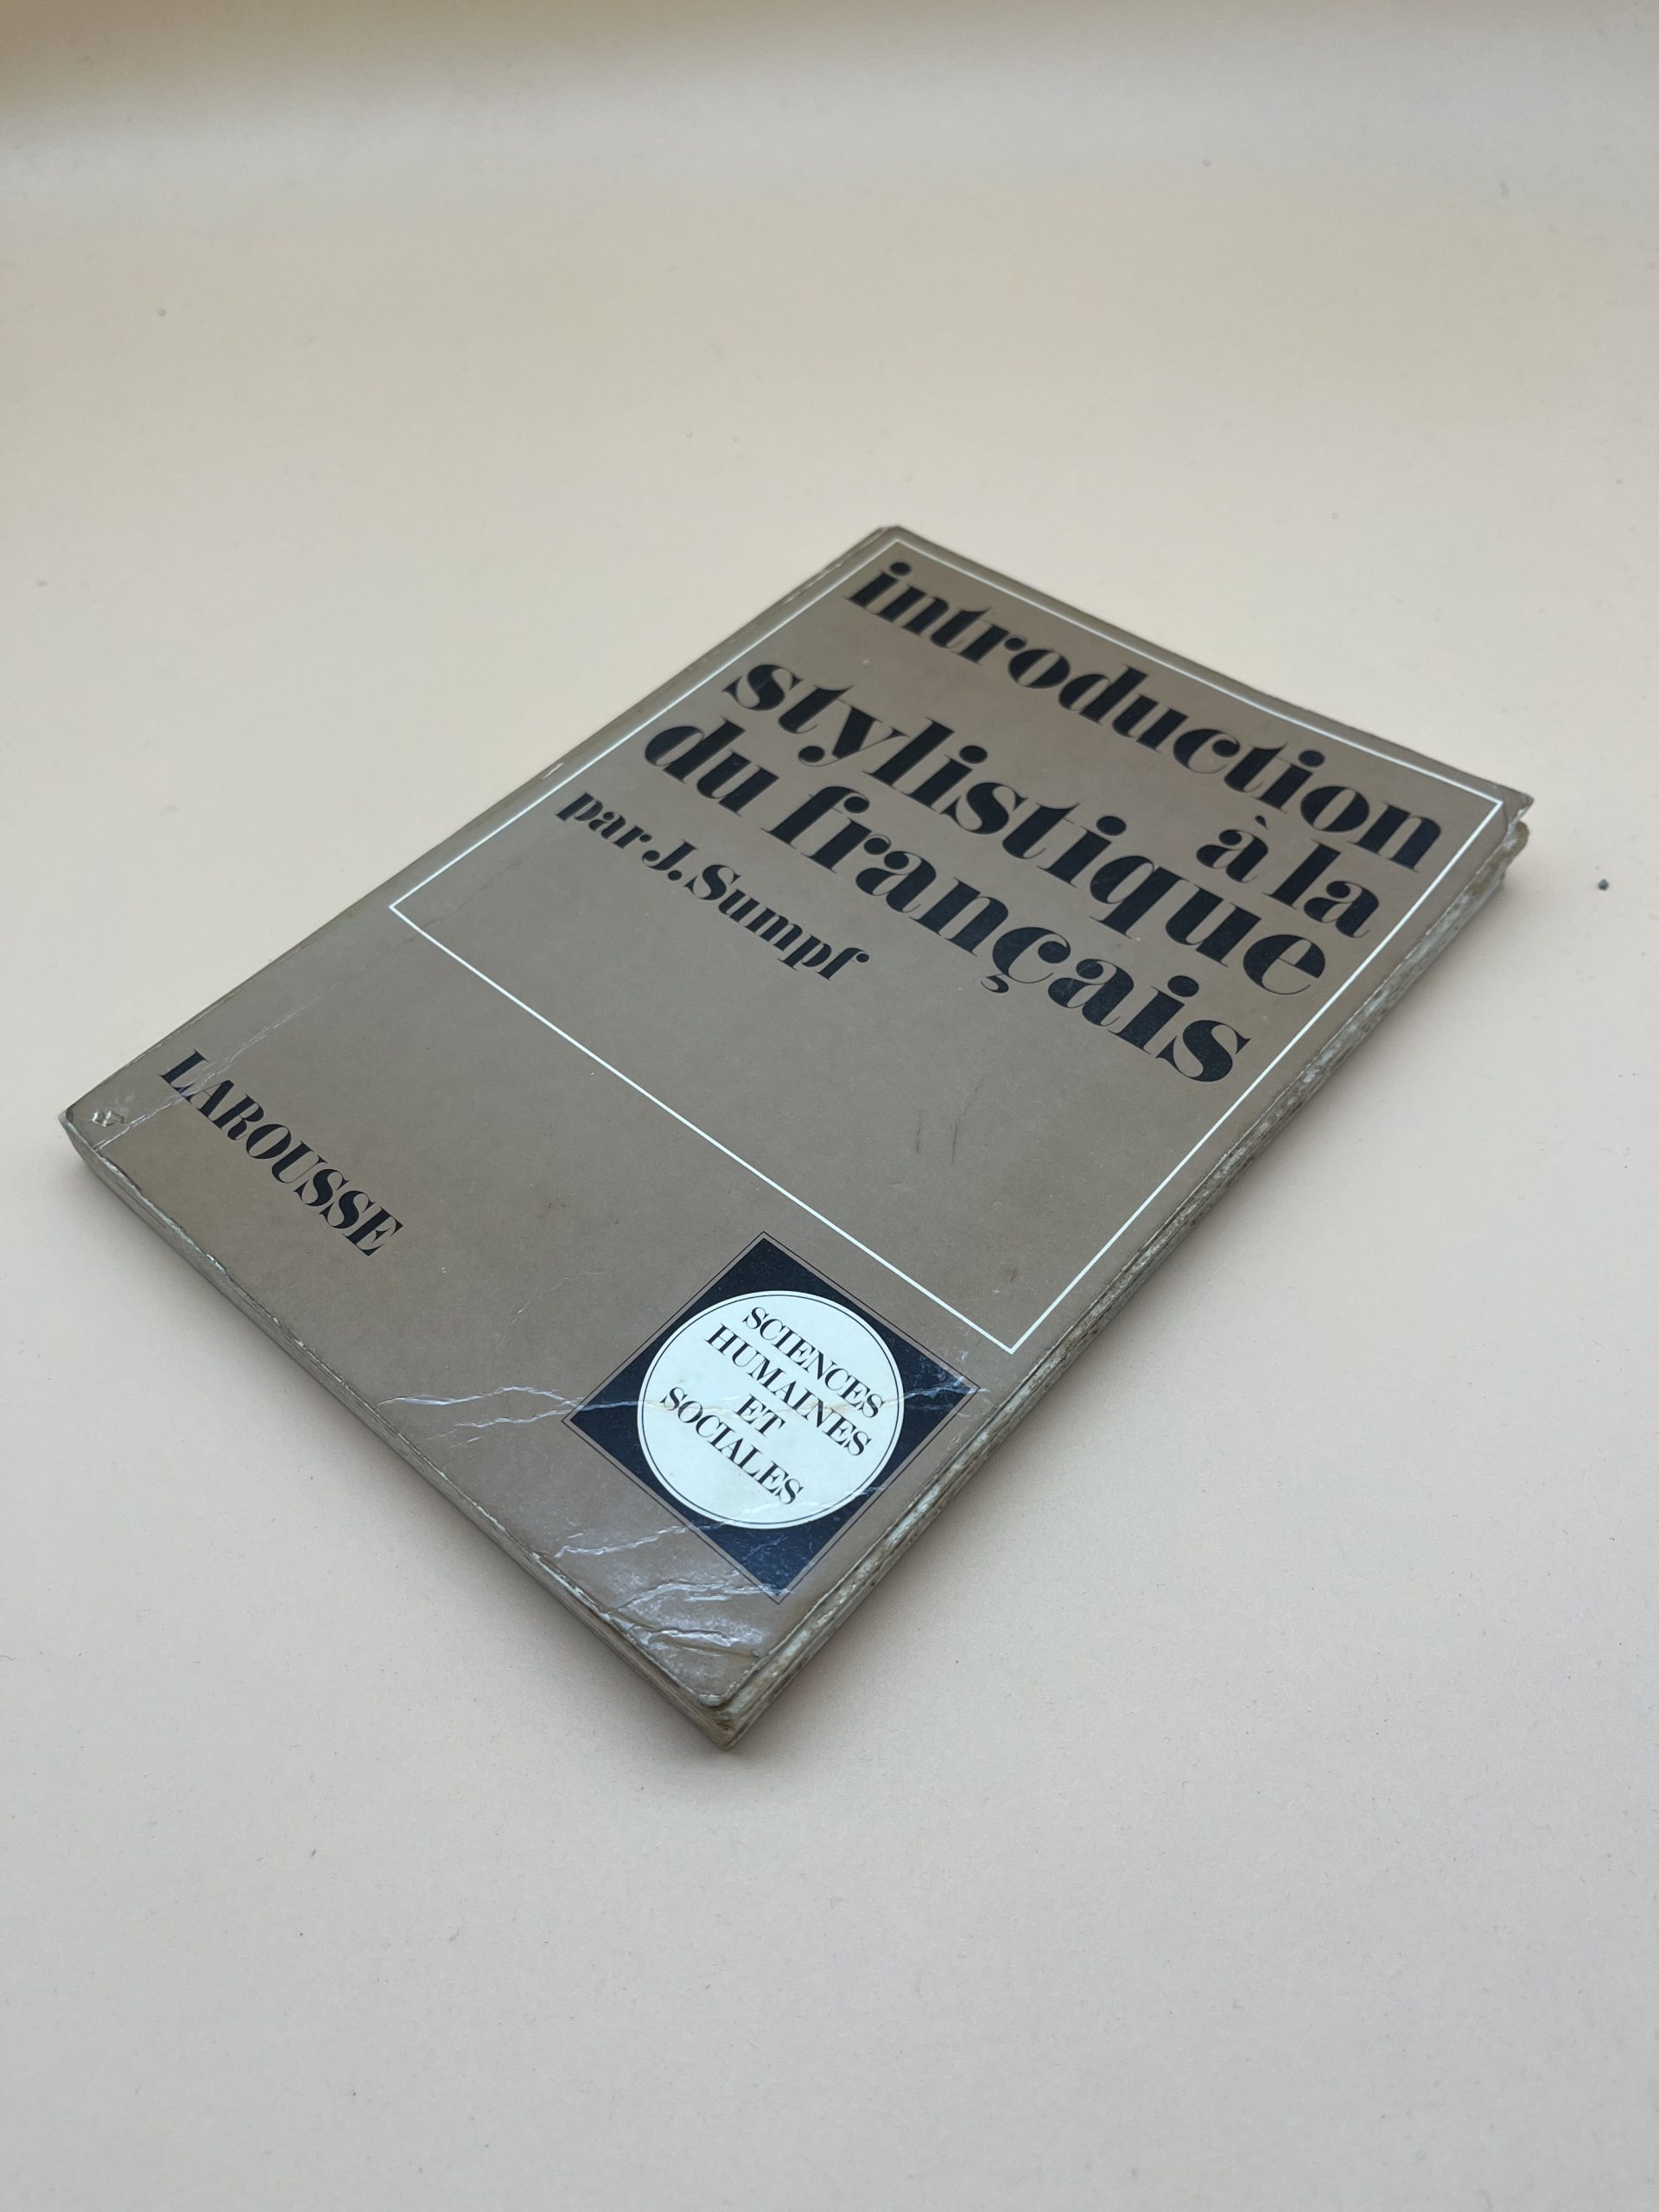 introduction
à la
stylistique
du français
par J. Sumpf
LAROUSSE
SCIENCES
HUMAINES
ET
SOCIALES